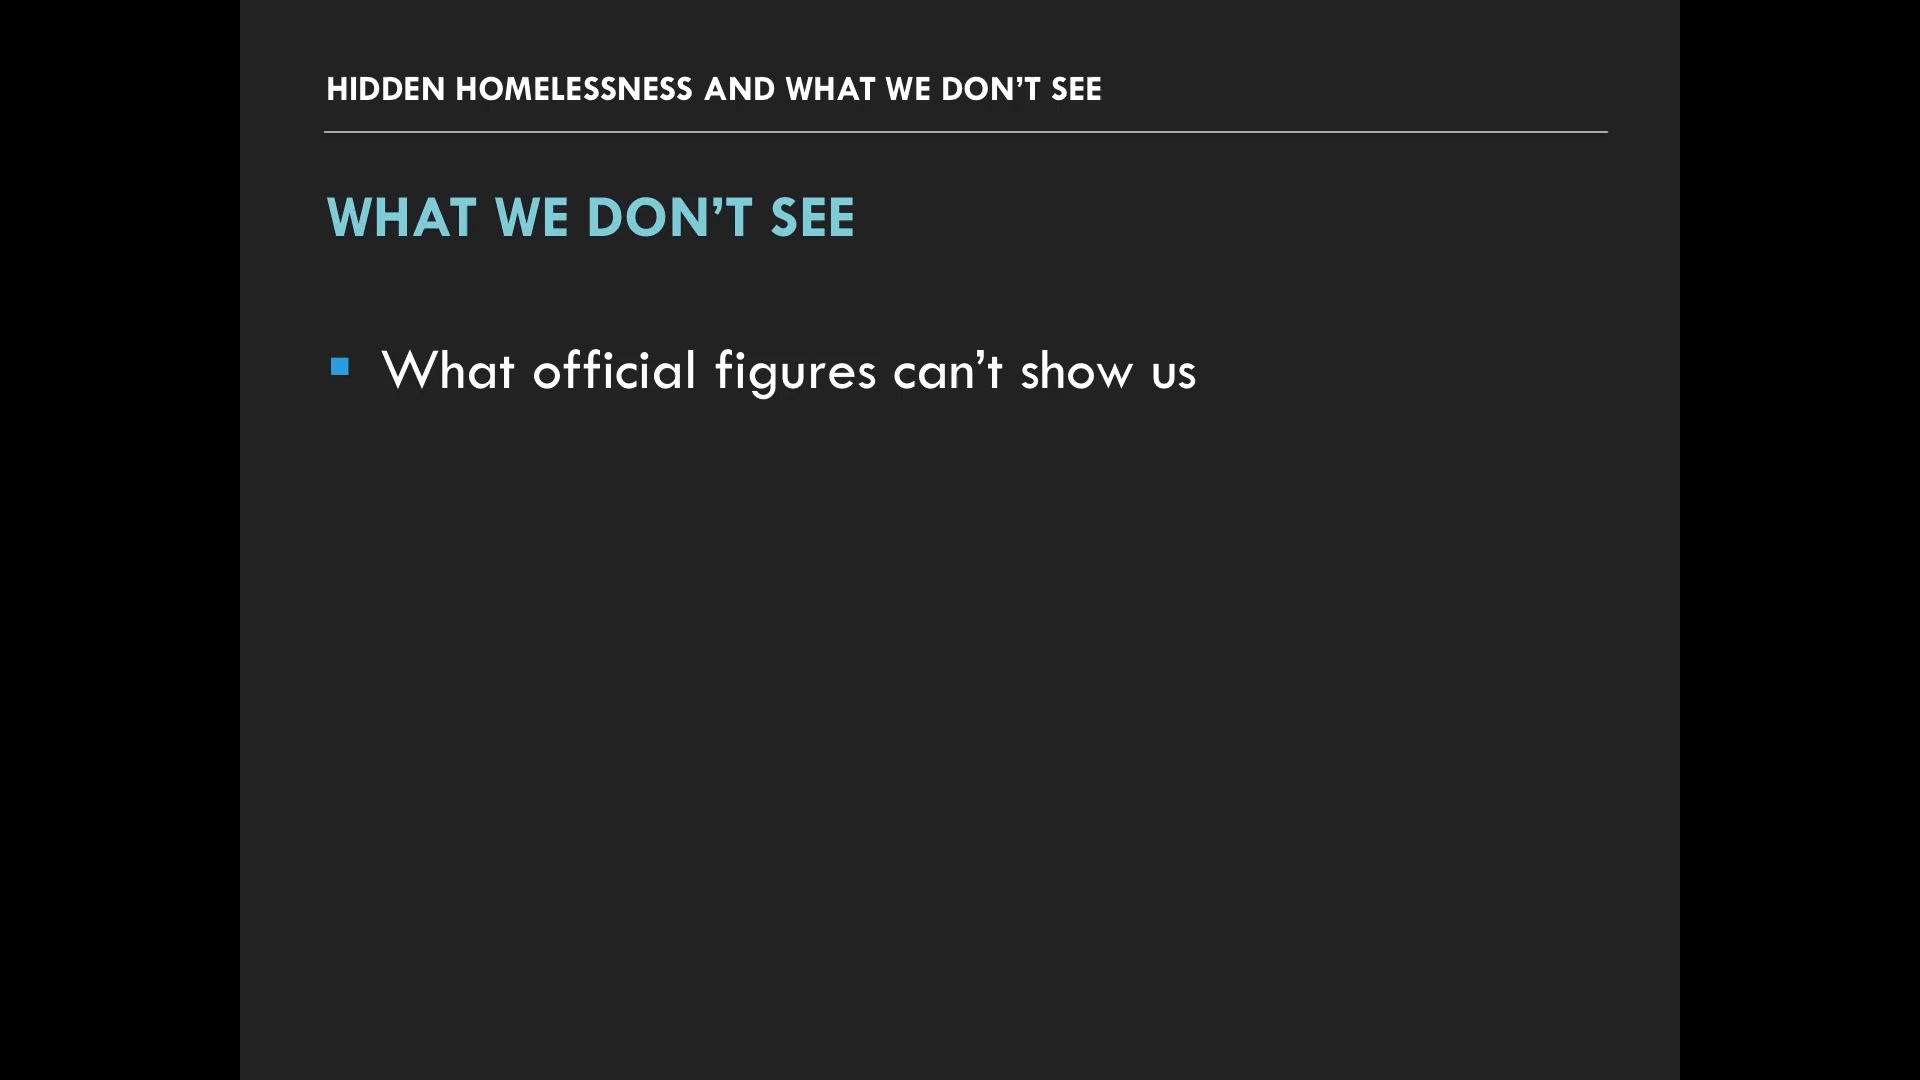 HIDDEN HOMELESSNESS AND WHAT WE DON’T SEE
WHAT WE DON’T SEE
What official figures can’t show us